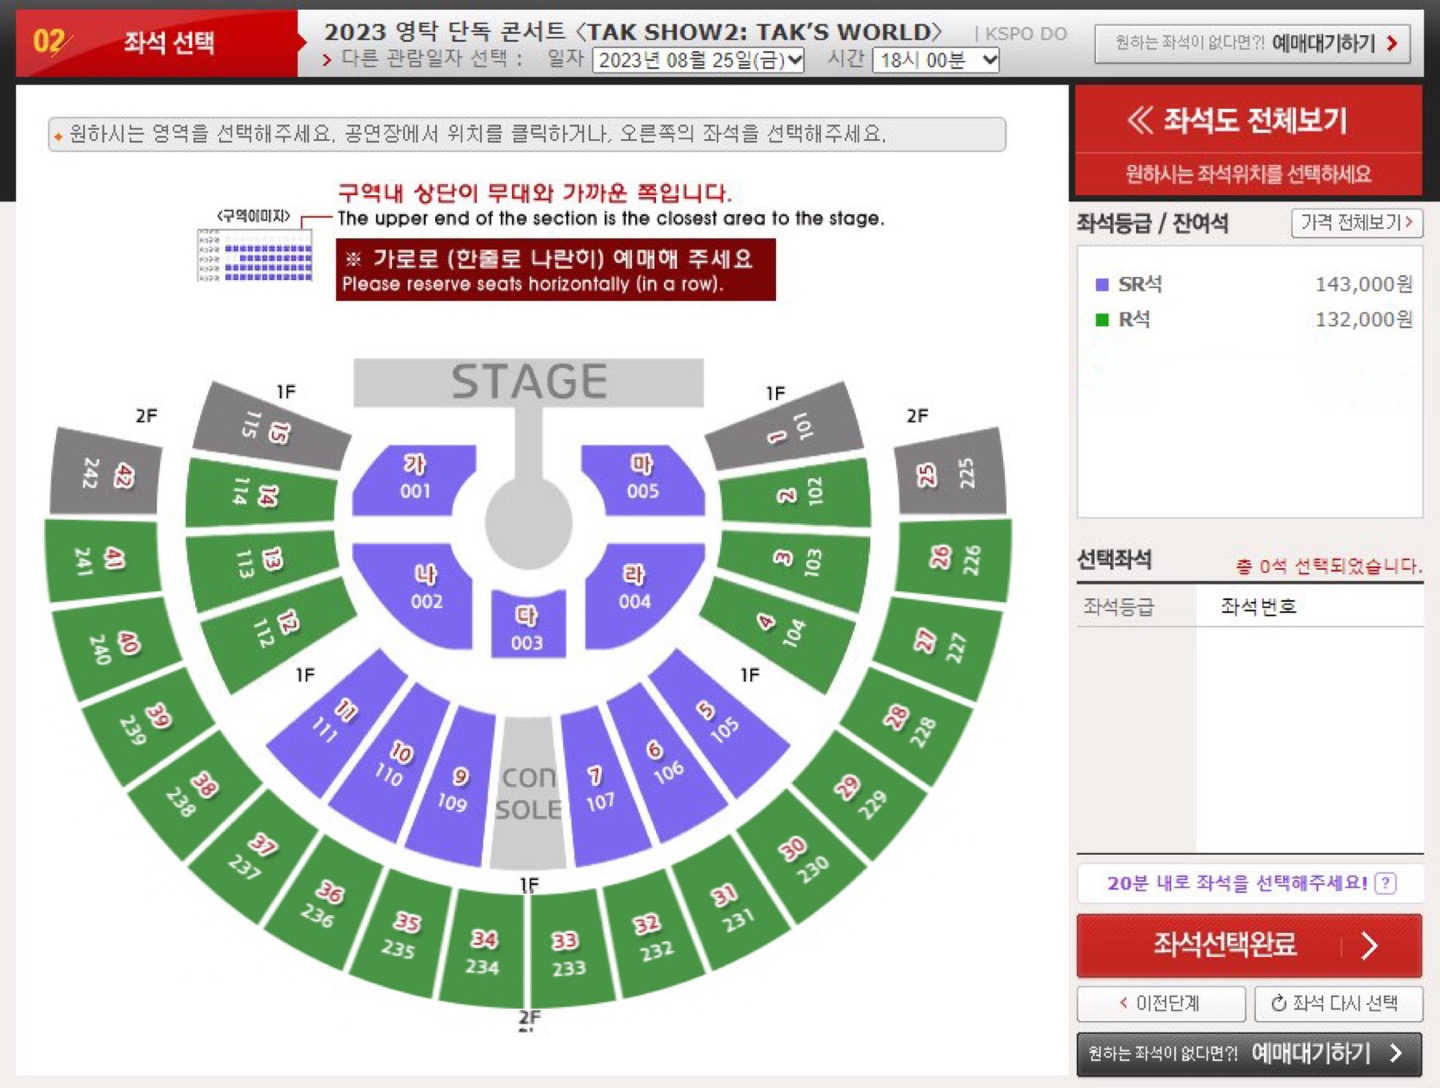 02 좌석 선택
2023 영탁 단독 콘서트 〈TAK SHOW2: TAK'S WORLD〉 | KSPO DO
다른 관람일자 선택 : 일자 2023년 08월 25일(금) 시간 18시 00분
원하는 좌석이 없다면?! 예매대기하기
원하시는 영역을 선택해주세요. 공연장에서 위치를 클릭하거나, 오른쪽의 좌석을 선택해주세요.
구역내 상단이 무대와 가까운 쪽입니다.
<구역이미지>
The upper end of the section is the closest area to the stage.
※ 가로로 (한줄로 나란히) 예매해 주세요
Please reserve seats horizontally (in a row).
STAGE
1F
1F
2F
2F
15
115
1
101
42
242
25
225
가
001
마
005
14
114
2
102
41
241
13
113
나
002
다
003
라
004
3
103
26
226
40
240
12
112
4
104
27
227
1F
1F
39
239
11
111
10
110
9
109
CON
SOLE
7
107
6
106
5
105
28
228
38
238
29
229
37
237
30
230
36
236
31
231
1F
35
235
34
234
33
233
32
232
2F
좌석도 전체보기
원하시는 좌석위치를 선택하세요
좌석등급 / 잔여석 가격 전체보기
SR석 143,000원
R석 132,000원
선택좌석 총 0석 선택되었습니다.
좌석등급 좌석번호
20분 내로 좌석을 선택해주세요! ?
좌석선택완료
이전단계 좌석 다시 선택
원하는 좌석이 없다면?! 예매대기하기